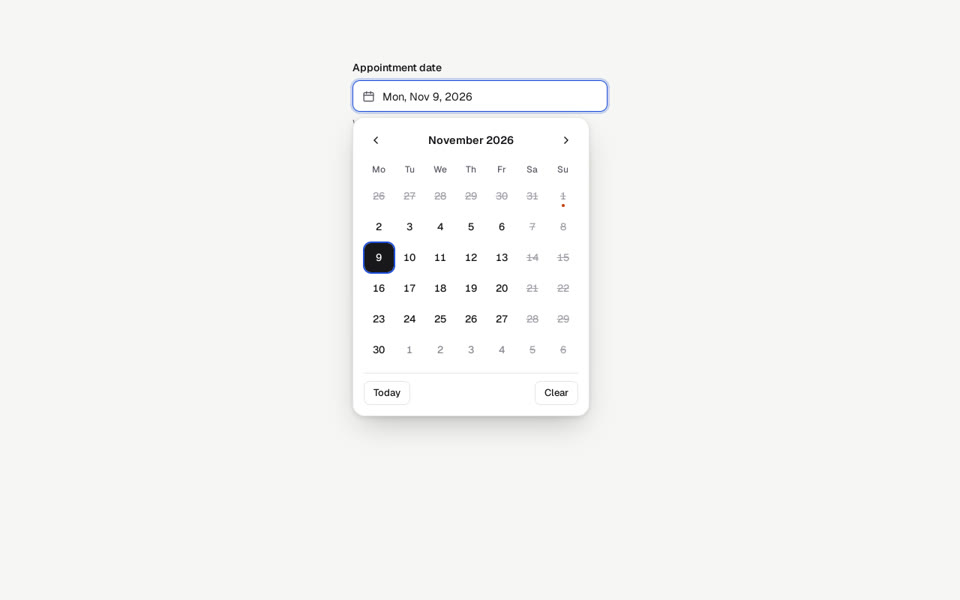 Appointment date
Mon, Nov 9, 2026
November 2026
Mo Tu We Th Fr Sa Su
26 27 28 29 30 31 1
2 3 4 5 6 7 8
9 10 11 12 13 14 15
16 17 18 19 20 21 22
23 24 25 26 27 28 29
30 1 2 3 4 5 6
Today Clear